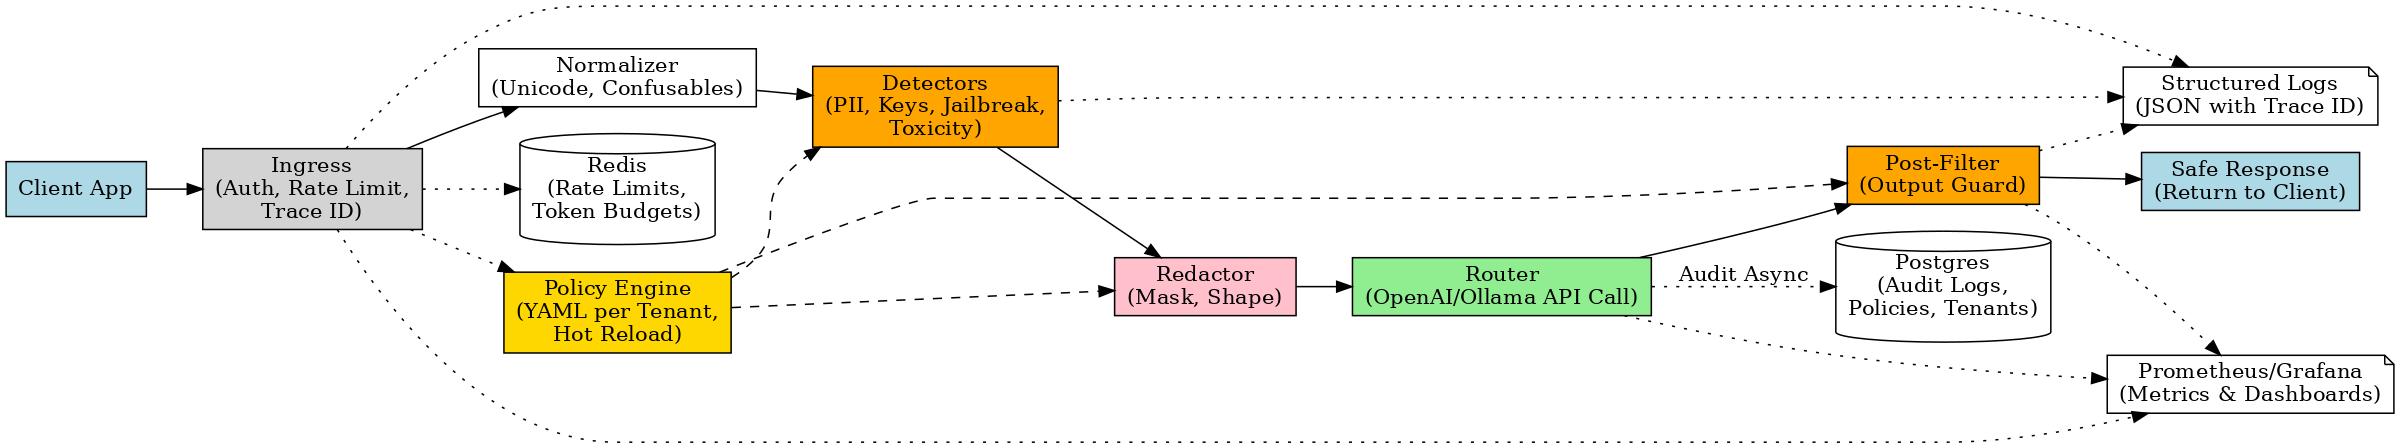 Client App
Ingress
(Auth, Rate Limit,
Trace ID)
Normalizer
(Unicode, Confusables)
Redis
(Rate Limits,
Token Budgets)
Policy Engine
(YAML per Tenant,
Hot Reload)
Detectors
(PII, Keys, Jailbreak,
Toxicity)
Redactor
(Mask, Shape)
Router
(OpenAI/Ollama API Call)
Audit Async
Post-Filter
(Output Guard)
Postgres
(Audit Logs,
Policies, Tenants)
Structured Logs
(JSON with Trace ID)
Safe Response
(Return to Client)
Prometheus/Grafana
(Metrics & Dashboards)